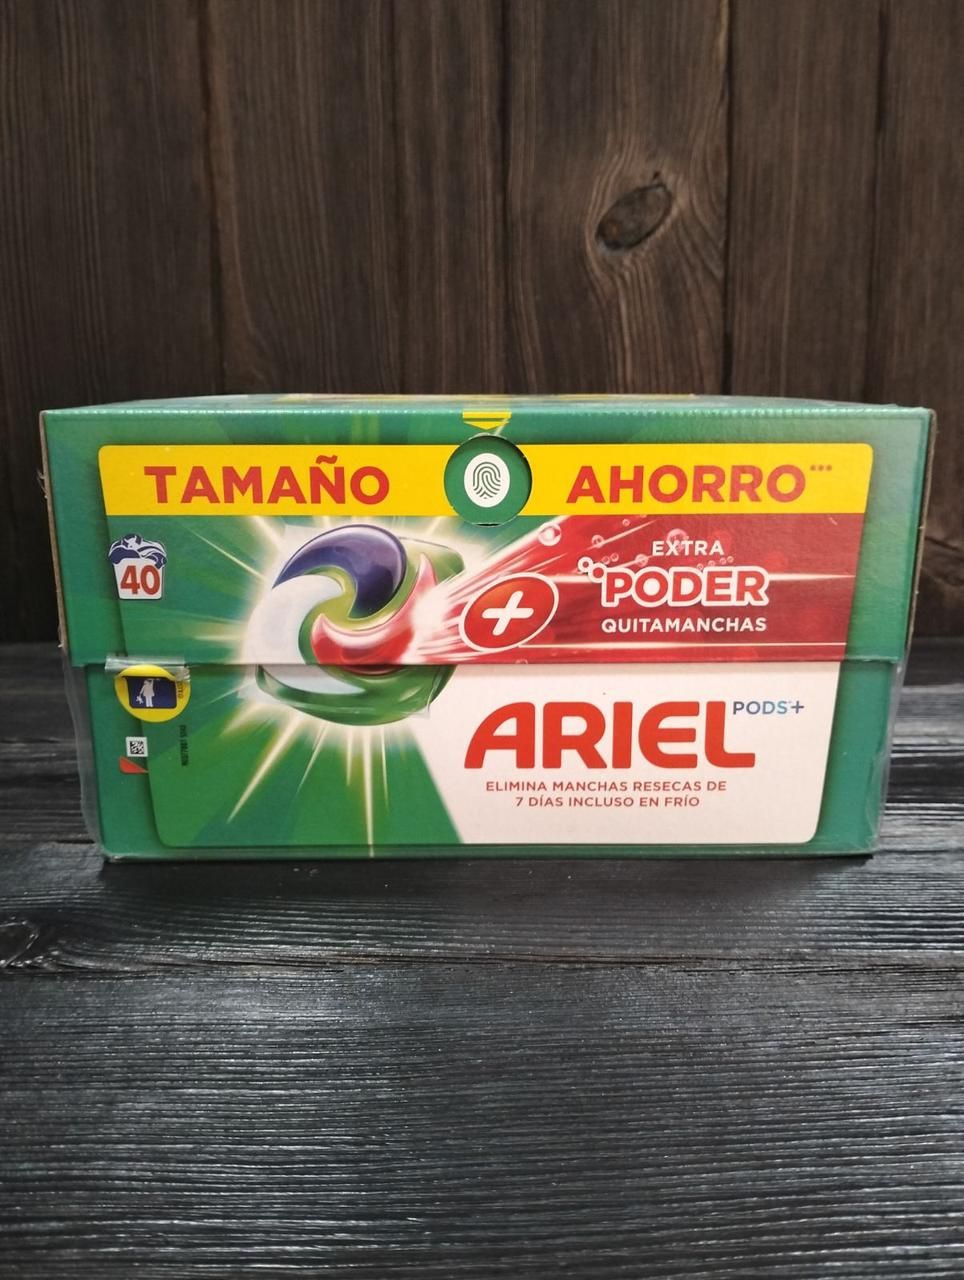 TAMAÑO AHORRO***
40
EXTRA
PODER
QUITAMANCHAS
ARIEL PODS+
ELIMINA MANCHAS RESECAS DE
7 DÍAS INCLUSO EN FRÍO